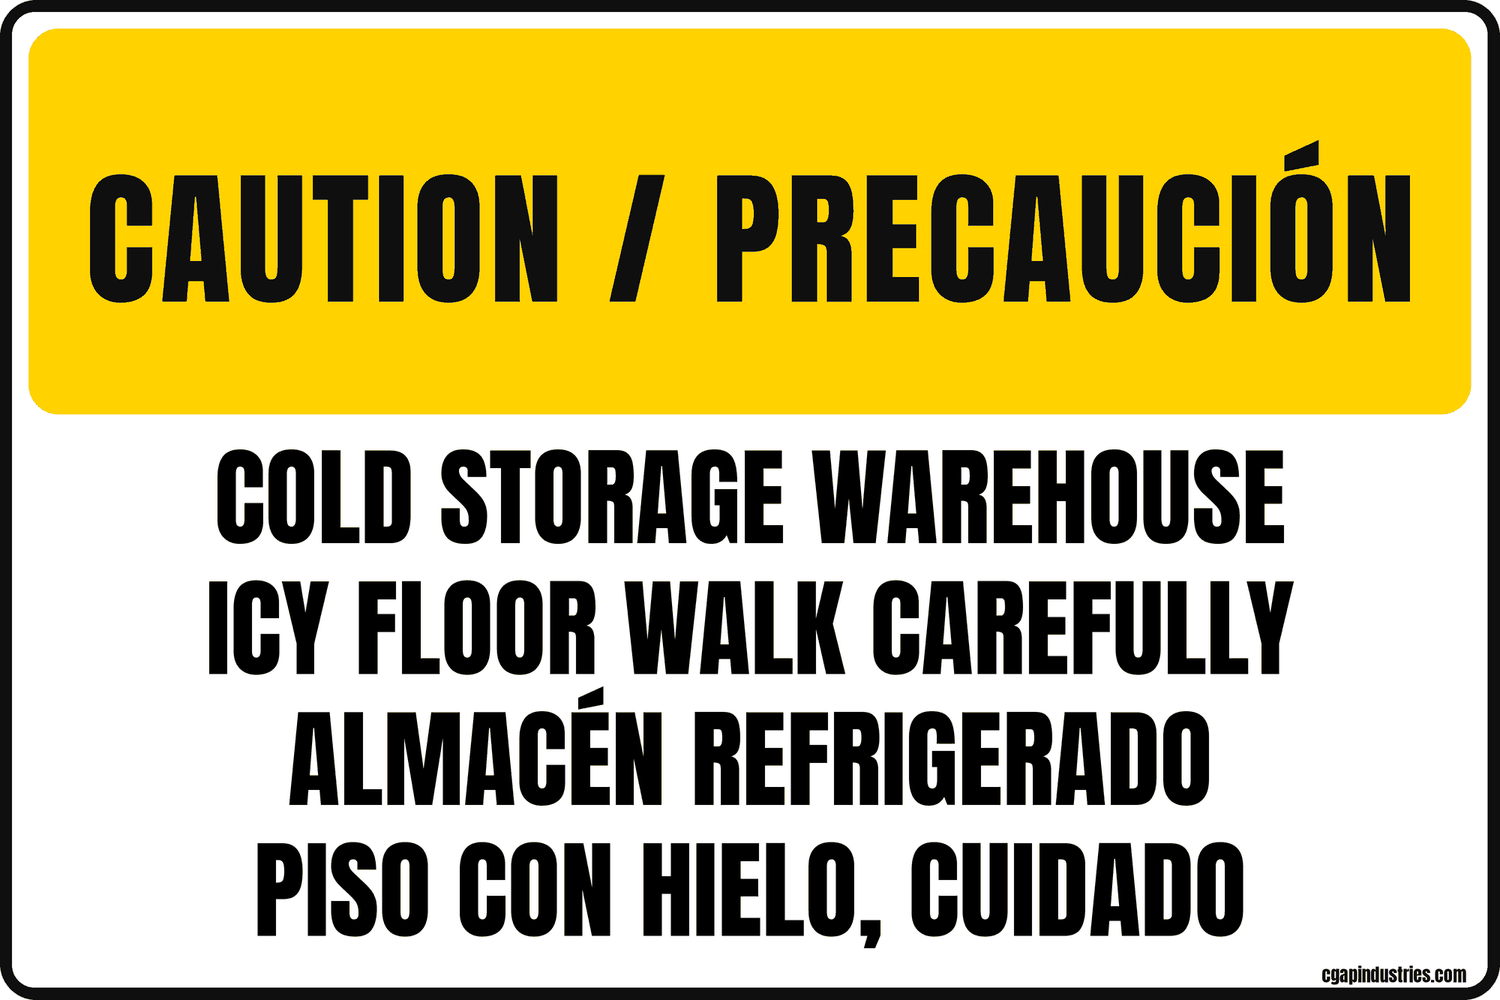 CAUTION / PRECAUCIÓN
COLD STORAGE WAREHOUSE
ICY FLOOR WALK CAREFULLY
ALMACÉN REFRIGERADO
PISO CON HIELO, CUIDADO
cgapindustries.com